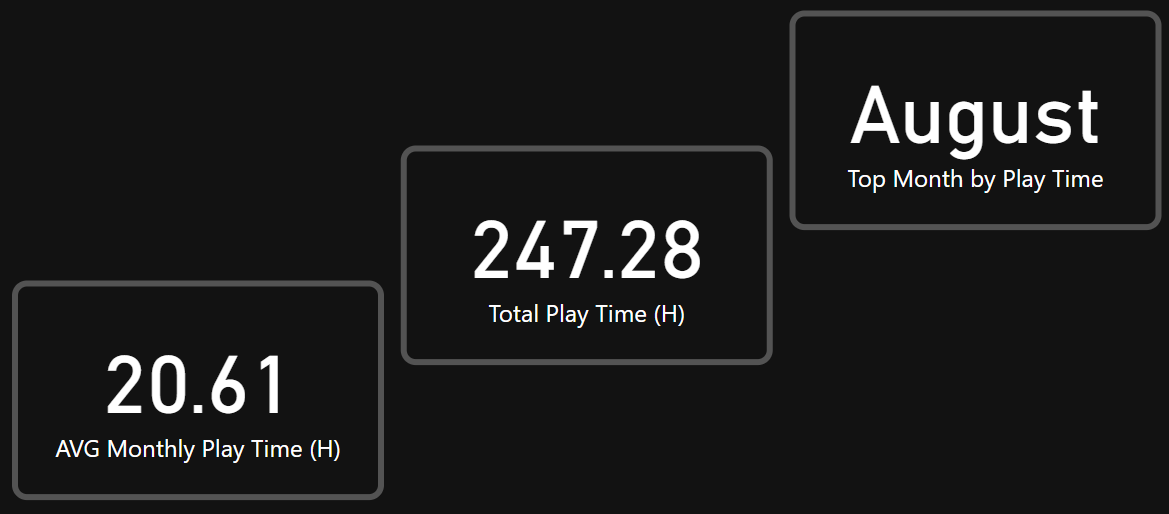 August
Top Month by Play Time
247.28
Total Play Time (H)
20.61
AVG Monthly Play Time (H)